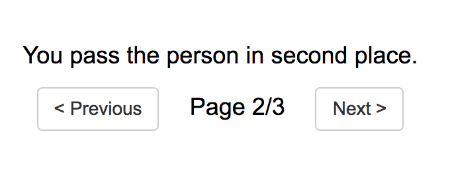 You pass the person in second place.
< Previous Page 2/3 Next >